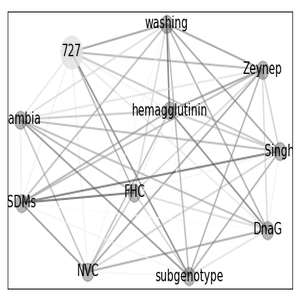 washing
727
Zeynep
hemagglutinin
ambia
Singh
FHC
SDMs
DnaG
NVC
subgenotype